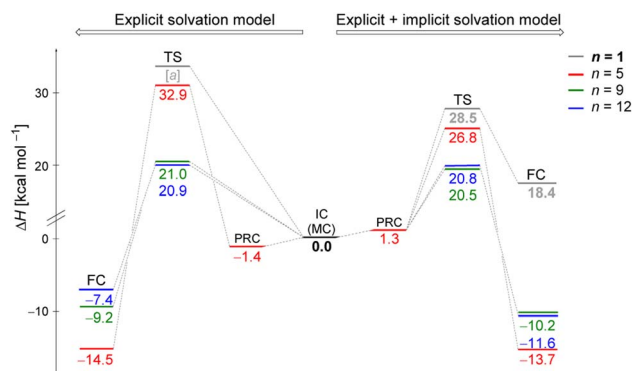 Explicit solvation model
Explicit + implicit solvation model
ΔH [kcal mol −1]
30
20
0
−10
TS
[a]
32.9
21.0
20.9
PRC
−1.4
FC
−7.4
−9.2
−14.5
IC
(MC)
0.0
PRC
1.3
TS
28.5
26.8
20.8
20.5
FC
18.4
−10.2
−11.6
−13.7
n = 1
n = 5
n = 9
n = 12